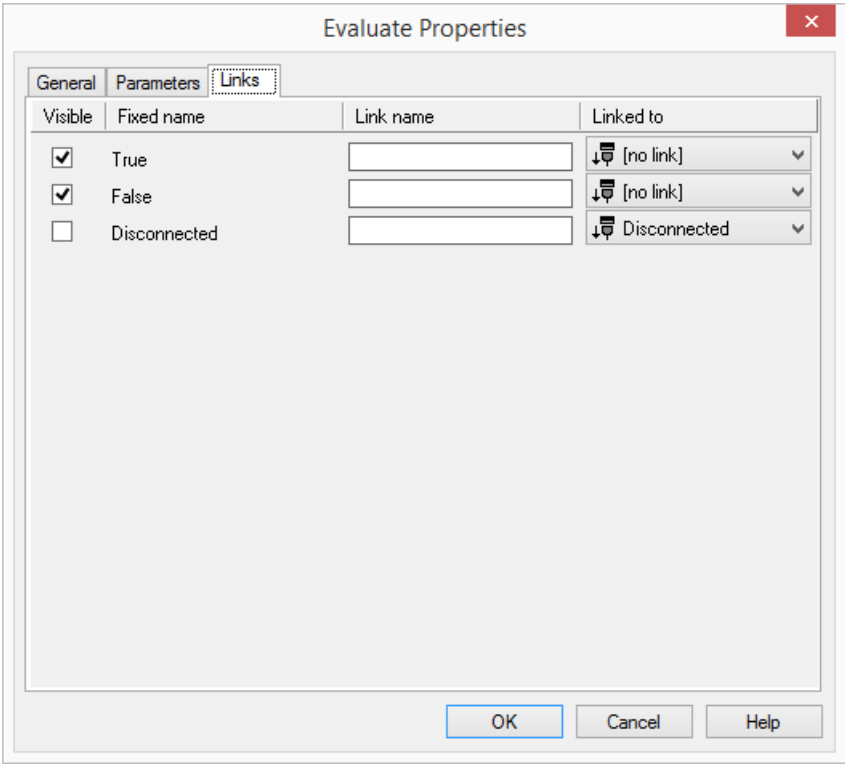 Evaluate Properties
General Parameters Links
Visible Fixed name Link name Linked to
True [no link]
False [no link]
Disconnected Disconnected
OK Cancel Help